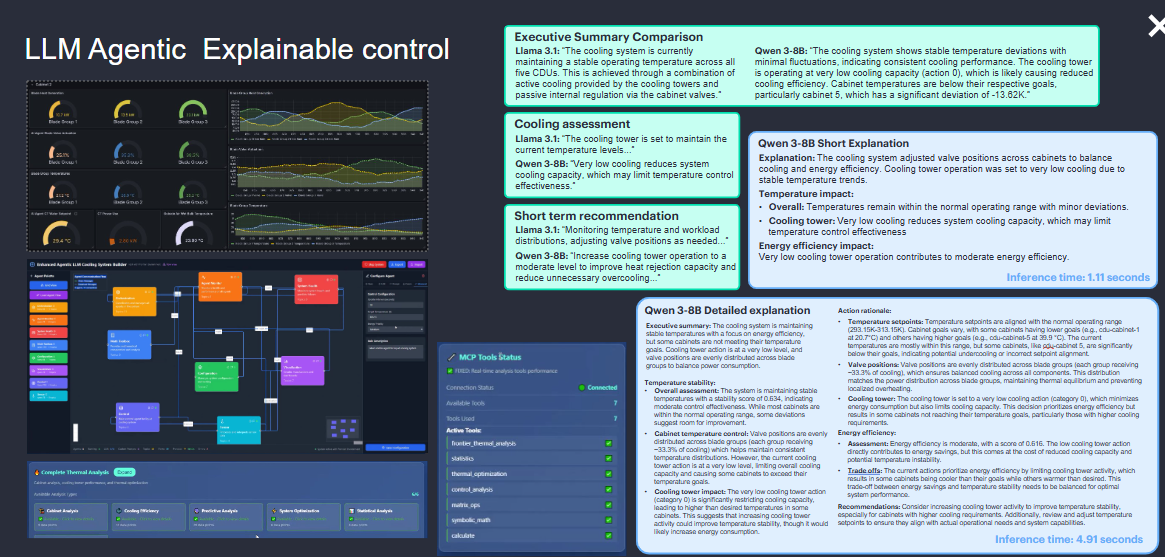 LLM Agentic  Explainable control
Executive Summary Comparison
Llama 3.1: “The cooling system is currently
maintaining a stable operating temperature across all
five CDUs. This is achieved through a combination of
active cooling provided by the cooling towers and
passive internal regulation via the cabinet valves.”
Qwen 3-8B: “The cooling system shows stable temperature deviations with
minimal fluctuations, indicating consistent cooling performance. The cooling
tower is operating at very low cooling capacity (action 0), which is likely causing reduced
cooling efficiency. Cabinet temperatures are below their respective goals,
particularly cabinet 5, which has a significant deviation of -13.62K.”
Cooling assessment
Llama 3.1: “The cooling tower is set to maintain the
current temperature levels...”
Qwen 3-8B: “Very low cooling reduces system
cooling capacity, which may limit temperature control
effectiveness.”
Short term recommendation
Llama 3.1: “Monitoring temperature and workload
distributions, adjusting valve positions as needed...”
Qwen 3-8B: “Increase cooling tower operation to a
moderate level to improve heat rejection capacity and
reduce unnecessary overcooling...”
Qwen 3-8B Short Explanation
Explanation: The cooling system adjusted valve positions across cabinets to balance
cooling and energy efficiency. Cooling tower operation was set to very low cooling due to
stable temperature trends.
Temperature impact:
• Overall: Temperatures remain within the normal operating range with minor deviations.
• Cooling tower: Very low cooling reduces system cooling capacity, which may limit
temperature control effectiveness
Energy efficiency impact:
Very low cooling tower operation contributes to moderate energy efficiency.
Inference time: 1.11 seconds
Blade Group 1
Blade Group 2
Blade Group 3
29.4 °C
Enhanced Agentic LLM Cooling System Builder
Complete Thermal Analysis
Cabinet Analysis
Cooling Efficiency
Predictive Analysis
System Optimization
Statistical Analysis
MCP Tools Status
FIXED: Real time analysis tools performance
Connection Status
Connected
Available Tools
7
Tools Used
7
Active Tools:
frontier_thermal_analysis
statistics
thermal_optimization
control_analysis
matrix_ops
symbolic_math
calculate
Qwen 3-8B Detailed explanation
Executive summary: The cooling system is maintaining
stable temperatures with a focus on energy efficiency,
but some cabinets are not meeting their temperature
goals. Cooling tower action is at a very low level, and
valve positions are evenly distributed across blade
groups to balance power consumption.
Temperature stability:
• Overall assessment: The system is maintaining stable
temperatures with a stability score of 0.634, indicating
moderate control effectiveness. While most cabinets are
within the normal operating range, some deviations
suggest room for improvement.
• Cabinet temperature control: Valve positions are evenly
distributed across blade groups (each group receiving
~33.3% of cooling) which helps maintain consistent
temperature distributions. However, the current cooling
tower action is at a very low level, limiting overall cooling
capacity and causing some cabinets to exceed their
temperature goals.
• Cooling tower impact: The very low cooling tower action
(category 0) is significantly restricting cooling capacity,
leading to higher than desired temperatures in some
cabinets. This suggests that increasing cooling tower
activity could improve temperature stability, though it would
likely increase energy consumption.
Action rationale:
• Temperature setpoints: Temperature setpoints are aligned with the normal operating range
(293.15K-313.15K). Cabinet goals vary, with some cabinets having lower goals (e.g., cdu-cabinet-1
at 20.7°C) and others having higher goals (e.g., cdu-cabinet-5 at 39.9 °C). The current
temperatures are mostly within this range, but some cabinets, like cdu-cabinet 5, are significantly
below their goals, indicating potential undercooling or incorrect setpoint alignment.
• Valve positions: Valve positions are evenly distributed across blade groups (each group receiving
~33.3% of cooling), which ensures balanced cooling across all components. This distribution
matches the power distribution across blade groups, maintaining thermal equilibrium and preventing
localized overheating.
• Cooling tower: The cooling tower is set to a very low cooling action (category 0), which minimizes
energy consumption but also limits cooling capacity. This decision prioritizes energy efficiency but
results in some cabinets not reaching their temperature goals, particularly those with higher cooling
requirements.
Energy efficiency:
• Assessment: Energy efficiency is moderate, with a score of 0.616. The low cooling tower action
directly contributes to energy savings, but this comes at the cost of reduced cooling capacity and
potential temperature instability.
• Trade offs: The current actions prioritize energy efficiency by limiting cooling tower activity, which
results in some cabinets being cooler than their goals while others warmer than desired. This
trade-off between energy savings and temperature stability needs to be balanced for optimal
system performance.
Recommendations: Consider increasing cooling tower activity to improve temperature stability,
especially for cabinets with higher cooling requirements. Additionally, review and adjust temperature
setpoints to ensure they align with actual operational needs and system capabilities.
Inference time: 4.91 seconds